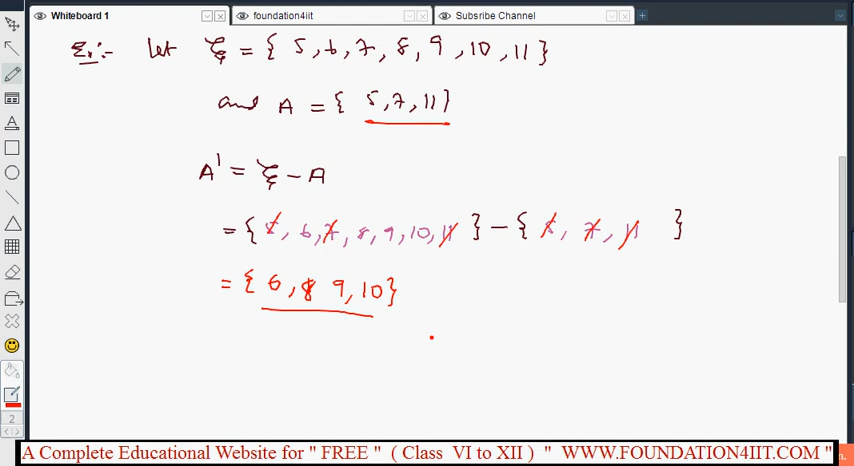 Whiteboard 1 foundation4iit Subsribe Channel
Ex:- let ξ = { 5, 6, 7, 8, 9, 10, 11 }
and A = { 5, 7, 11 }
A' = ξ - A
= { 5, 6, 7, 8, 9, 10, 11 } - { 5, 7, 11 }
= { 6, 8 9, 10 }
2
A Complete Educational Website for " FREE " ( Class VI to XII ) " WWW.FOUNDATION4IIT.COM "